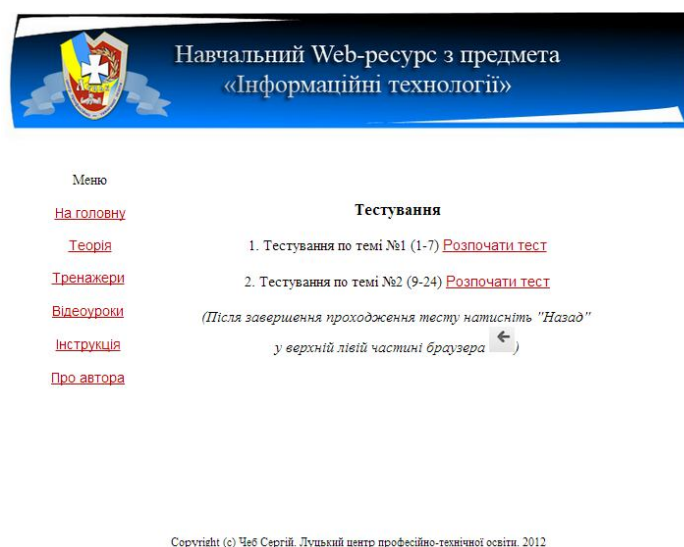 Навчальний Web-ресурс з предмета
«Інформаційні технології»
Меню
На головну
Теорія
Тренажери
Відеоуроки
Інструкція
Про автора
Тестування
1. Тестування по темі №1 (1-7) Розпочати тест
2. Тестування по темі №2 (9-24) Розпочати тест
(Після завершення проходження тесту натисніть "Назад"
у верхній лівій частині браузера )
Copyright (c) Чеб Сергій. Луцький центр професійно-технічної освіти. 2012